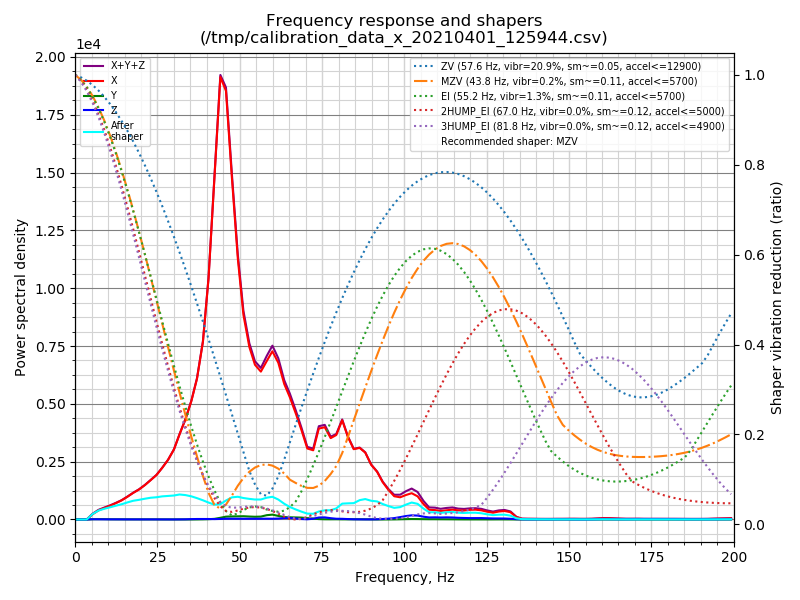 Frequency response and shapers
(/tmp/calibration_data_x_20210401_125944.csv)
1e4
2.00
1.75
1.50
1.25
1.00
0.75
0.50
0.25
0.00
Power spectral density
X+Y+Z
X
Y
Z
After
shaper
ZV (57.6 Hz, vibr=20.9%, sm~=0.05, accel<=12900)
MZV (43.8 Hz, vibr=0.2%, sm~=0.11, accel<=5700)
EI (55.2 Hz, vibr=1.3%, sm~=0.11, accel<=5700)
2HUMP_EI (67.0 Hz, vibr=0.0%, sm~=0.12, accel<=5000)
3HUMP_EI (81.8 Hz, vibr=0.0%, sm~=0.12, accel<=4900)
Recommended shaper: MZV
1.0
0.8
0.6
0.4
0.2
0.0
Shaper vibration reduction (ratio)
0 25 50 75 100 125 150 175 200
Frequency, Hz